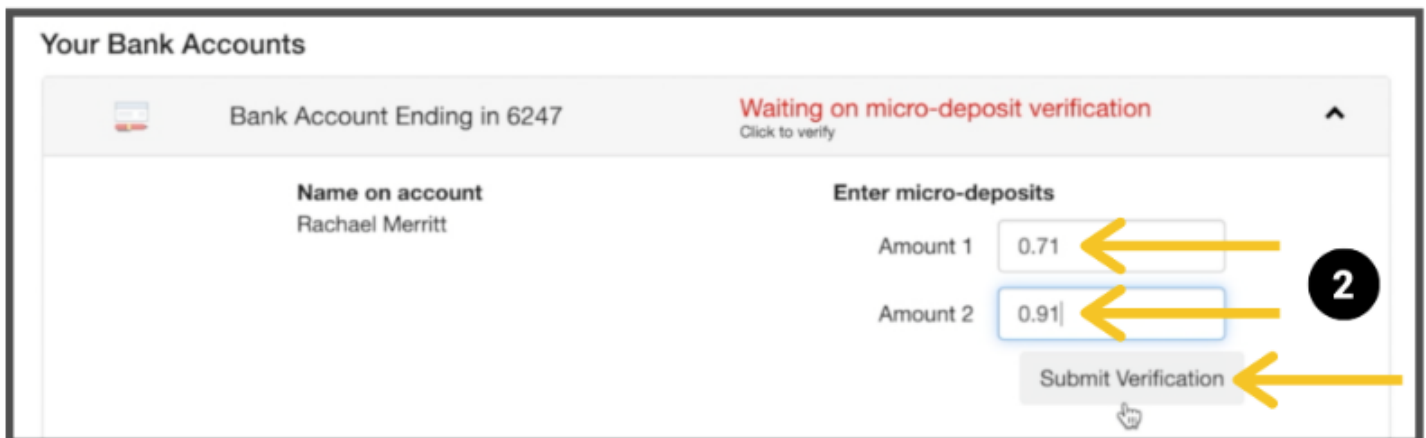 Your Bank Accounts
Bank Account Ending in 6247
Waiting on micro-deposit verification
Click to verify
Name on account
Rachael Merritt
Enter micro-deposits
Amount 1 0.71
2
Amount 2 0.91
Submit Verification